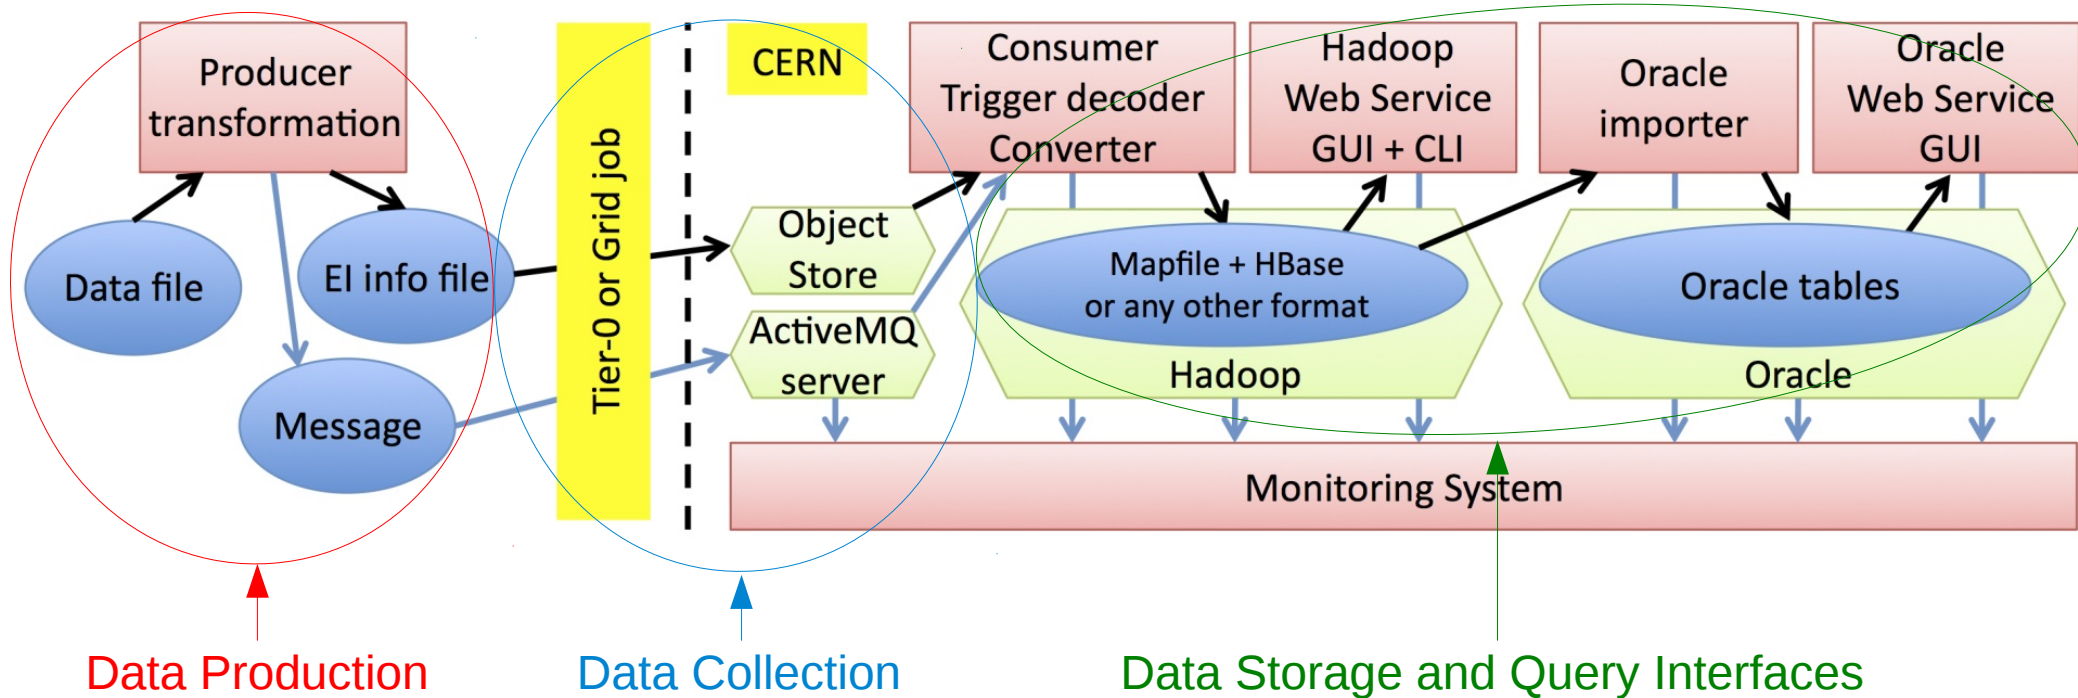 Producer
transformation
Data file
EI info file
Message
Tier-0 or Grid job
CERN
Object
Store
ActiveMQ
server
Consumer
Trigger decoder
Converter
Hadoop
Web Service
GUI + CLI
Oracle
importer
Oracle
Web Service
GUI
Mapfile + HBase
or any other format
Hadoop
Oracle tables
Oracle
Monitoring System
Data Production
Data Collection
Data Storage and Query Interfaces